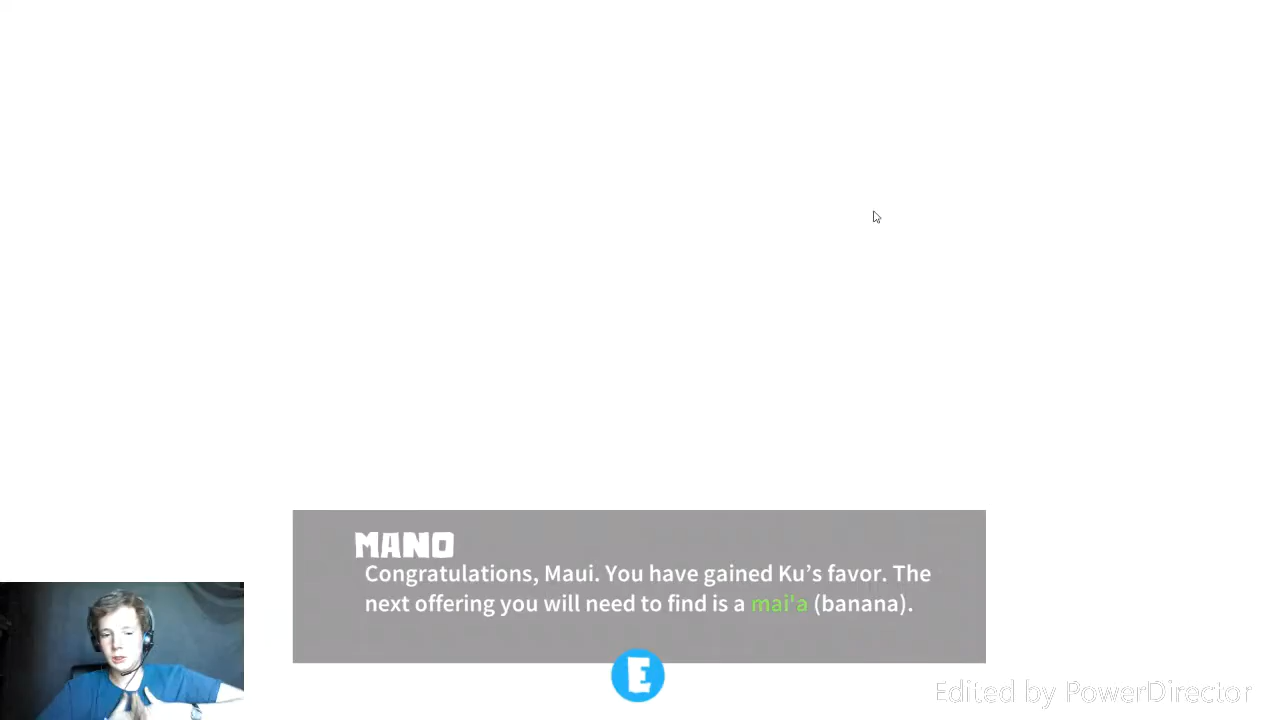 MANO
Congratulations, Maui. You have gained Ku’s favor. The
next offering you will need to find is a mai'a (banana).
E
Edited by PowerDirector